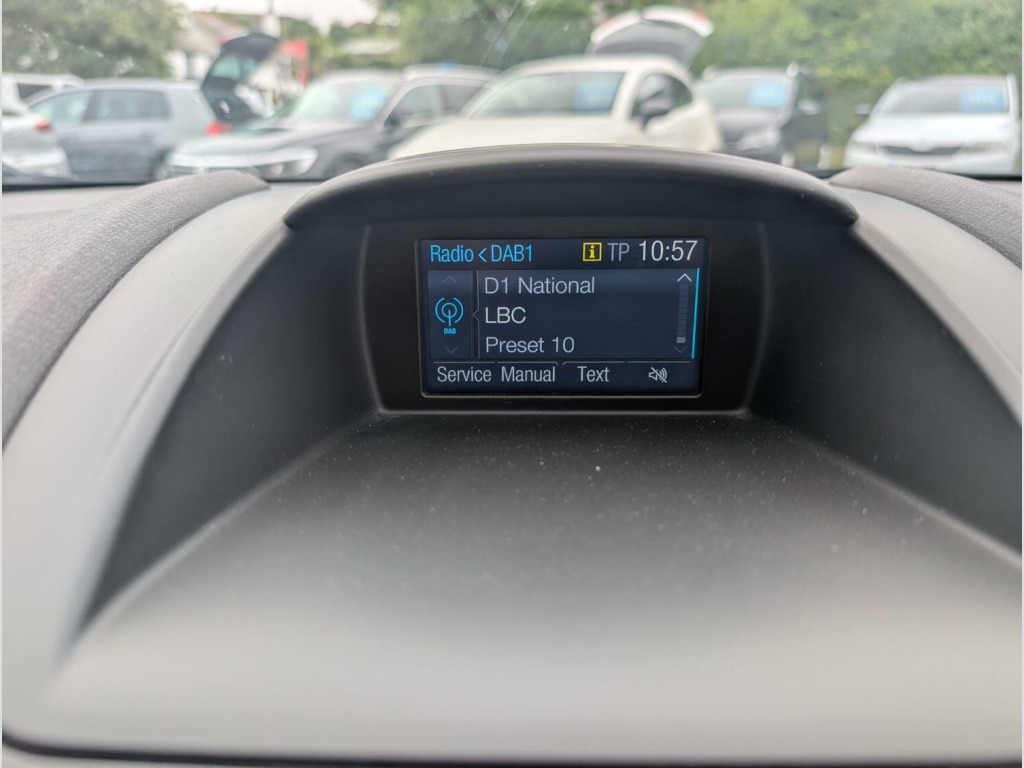 Radio < DAB1 i TP 10:57
D1 National
DAB
LBC
Preset 10
Service Manual Text